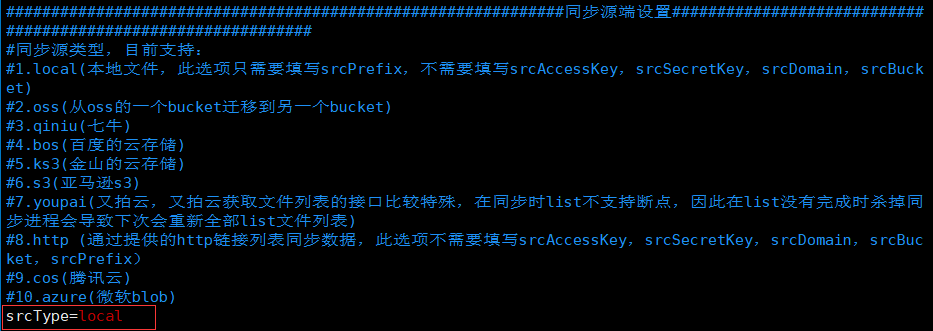 ##############################################################同步源端设置############################
##################################
#同步源类型，目前支持：
#1.local(本地文件，此选项只需要填写srcPrefix，不需要填写srcAccessKey，srcSecretKey，srcDomain，srcBuck
et)
#2.oss(从oss的一个bucket迁移到另一个bucket)
#3.qiniu(七牛)
#4.bos(百度的云存储)
#5.ks3(金山的云存储)
#6.s3(亚马逊s3)
#7.youpai(又拍云，又拍云获取文件列表的接口比较特殊，在同步时list不支持断点，因此在list没有完成时杀掉同
步进程会导致下次会重新全部list文件列表)
#8.http (通过提供的http链接列表同步数据，此选项不需要填写srcAccessKey，srcSecretKey，srcDomain，srcBuc
ket，srcPrefix）
#9.cos(腾讯云)
#10.azure(微软blob)
srcType=local